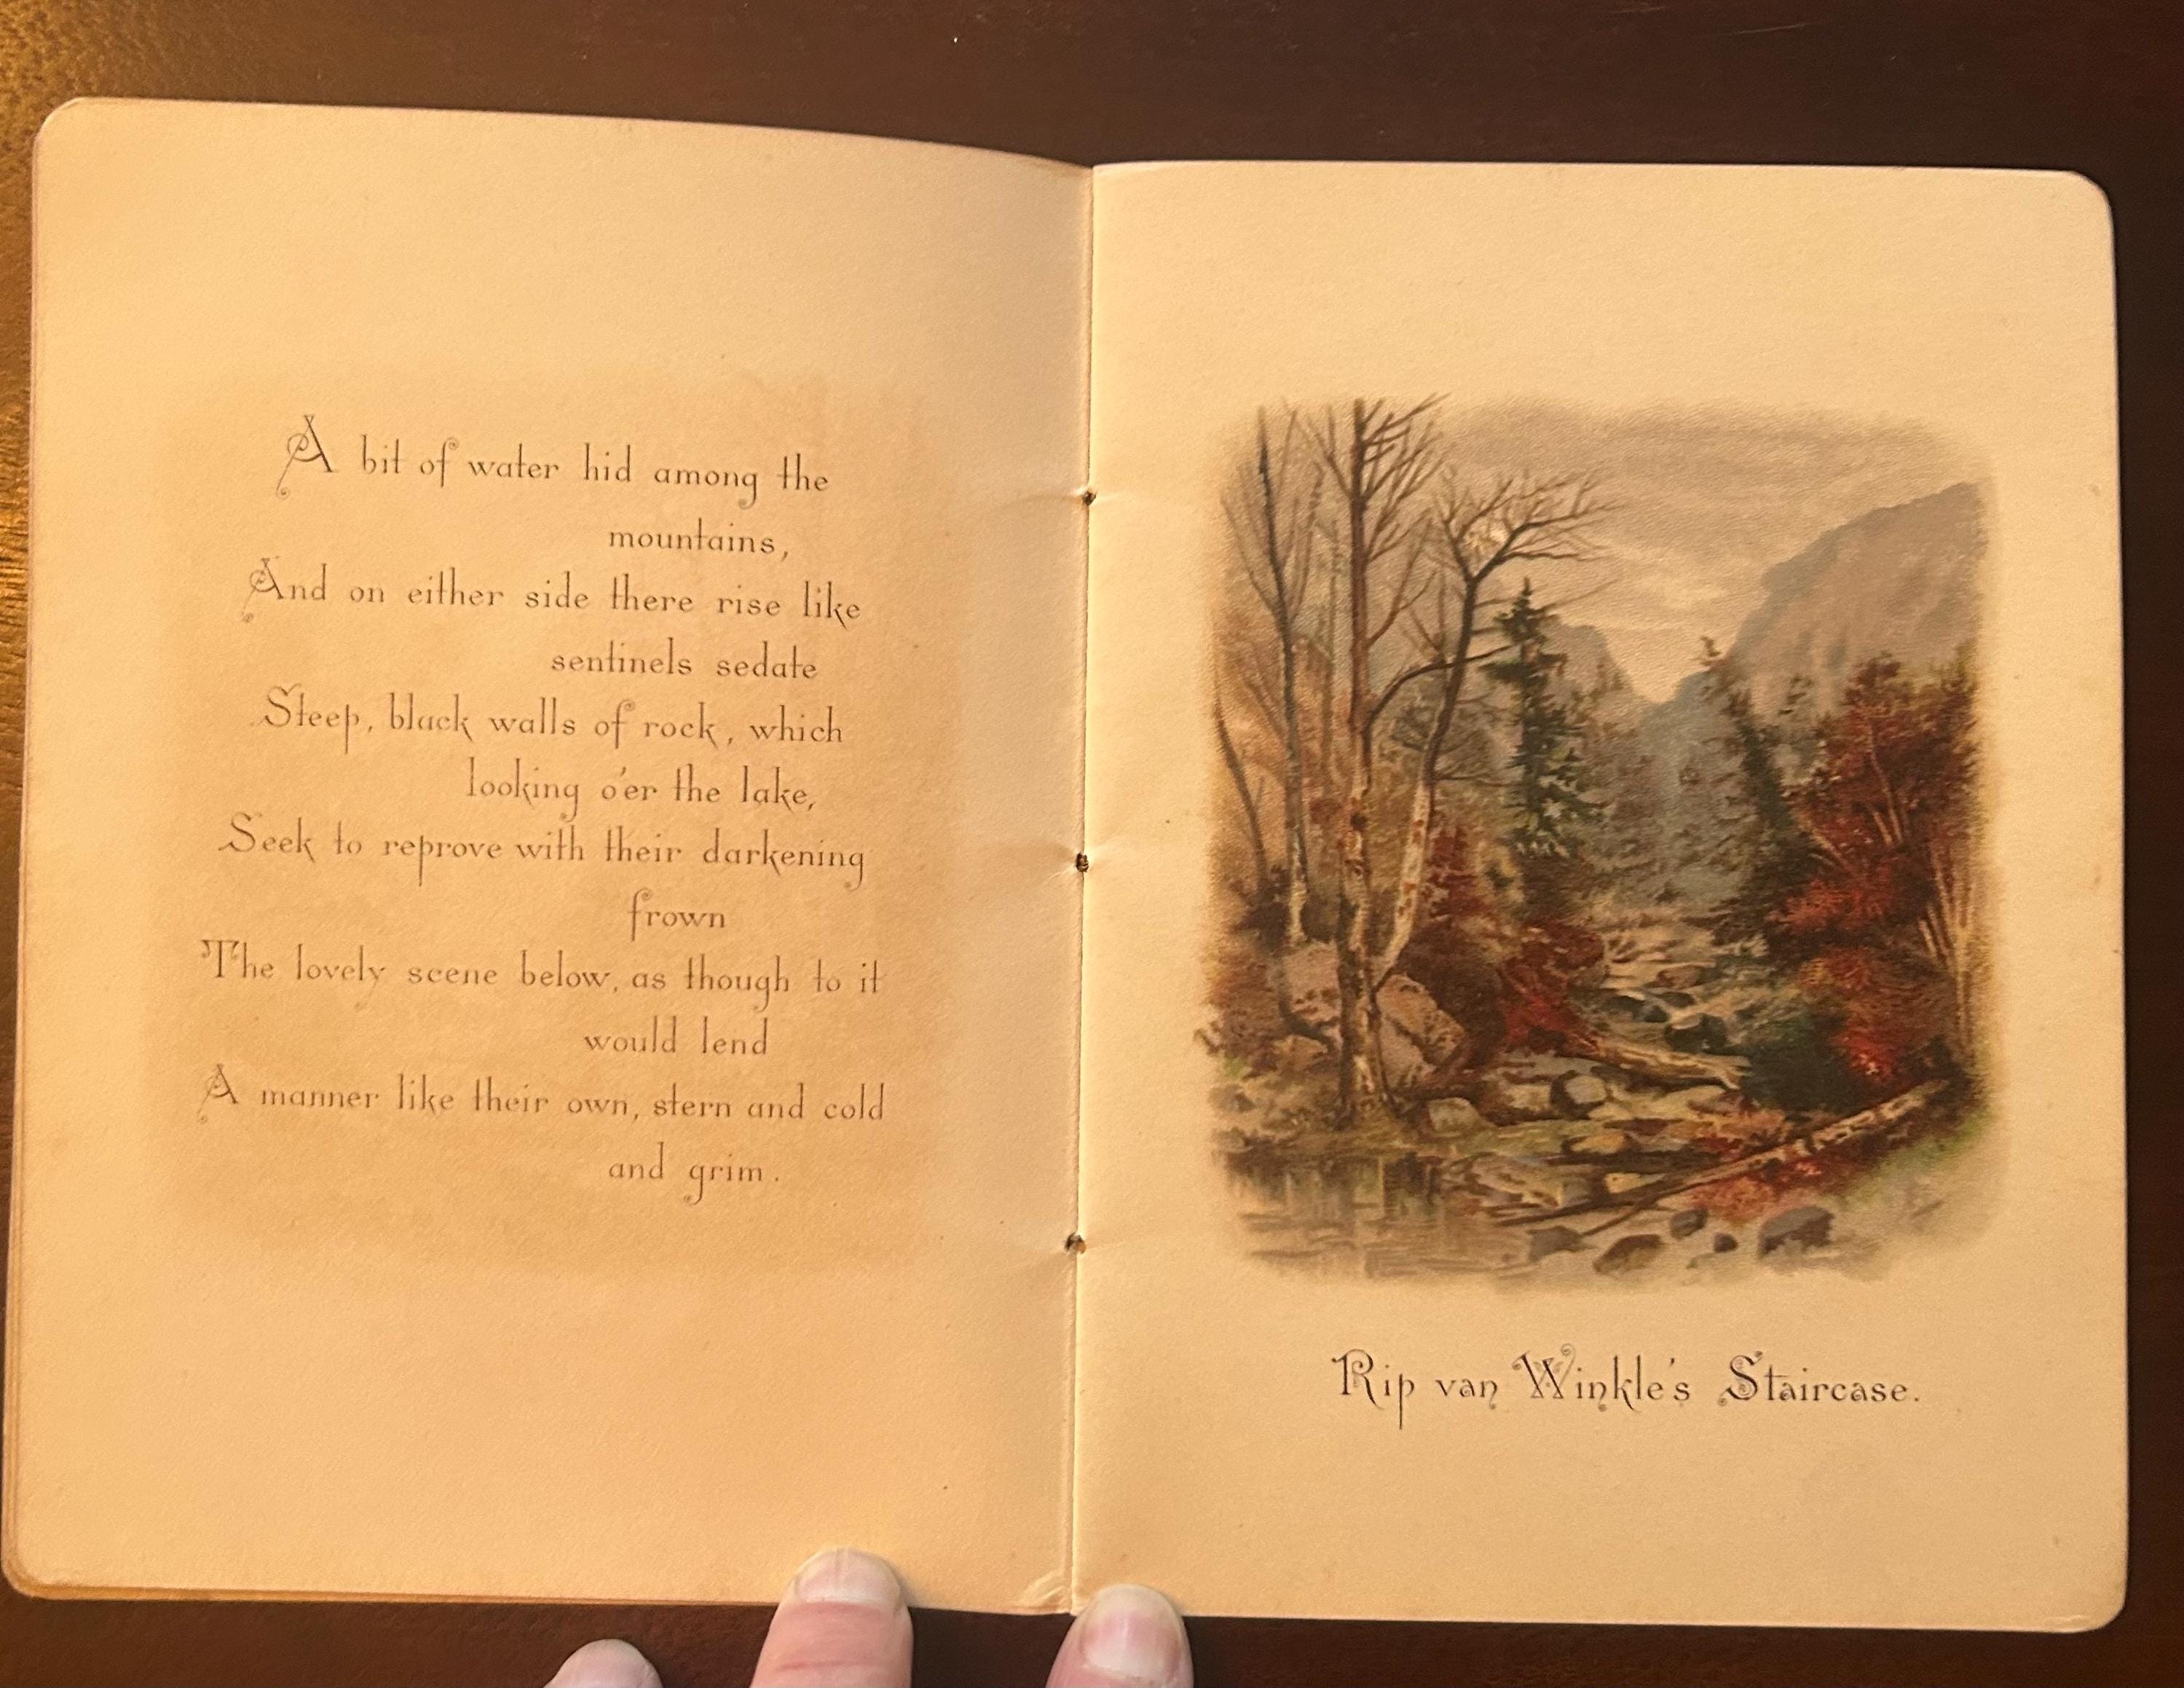 A bit of water hid among the
mountains,
And on either side there rise like
sentinels sedate
Steep, black walls of rock, which
looking o'er the lake,
Seek to reprove with their darkening
frown
The lovely scene below, as though to it
would lend
A manner like their own, stern and cold
and grim.
Rip van Winkle's Staircase.